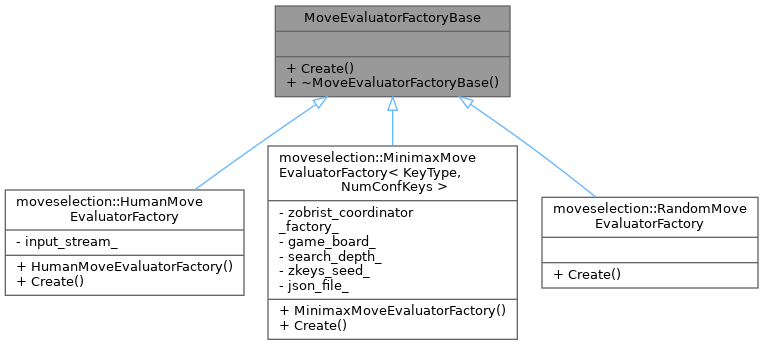 MoveEvaluatorFactoryBase
+ Create()
+ ~MoveEvaluatorFactoryBase()
moveselection::HumanMove
EvaluatorFactory
- input_stream_
+ HumanMoveEvaluatorFactory()
+ Create()
moveselection::MinimaxMove
EvaluatorFactory< KeyType,
NumConfKeys >
- zobrist_coordinator
_factory_
- game_board_
- search_depth_
- zkeys_seed_
- json_file_
+ MinimaxMoveEvaluatorFactory()
+ Create()
moveselection::RandomMove
EvaluatorFactory
+ Create()